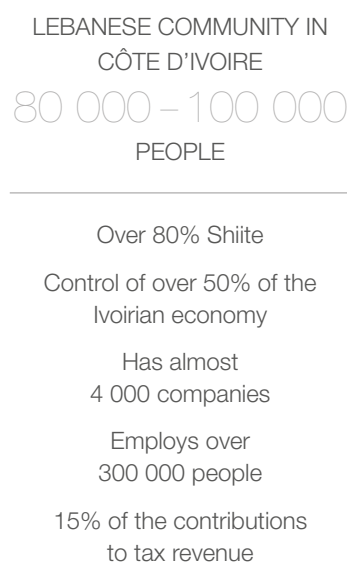 LEBANESE COMMUNITY IN
CÔTE D’IVOIRE
80 000 – 100 000
PEOPLE
Over 80% Shiite
Control of over 50% of the
Ivoirian economy
Has almost
4 000 companies
Employs over
300 000 people
15% of the contributions
to tax revenue